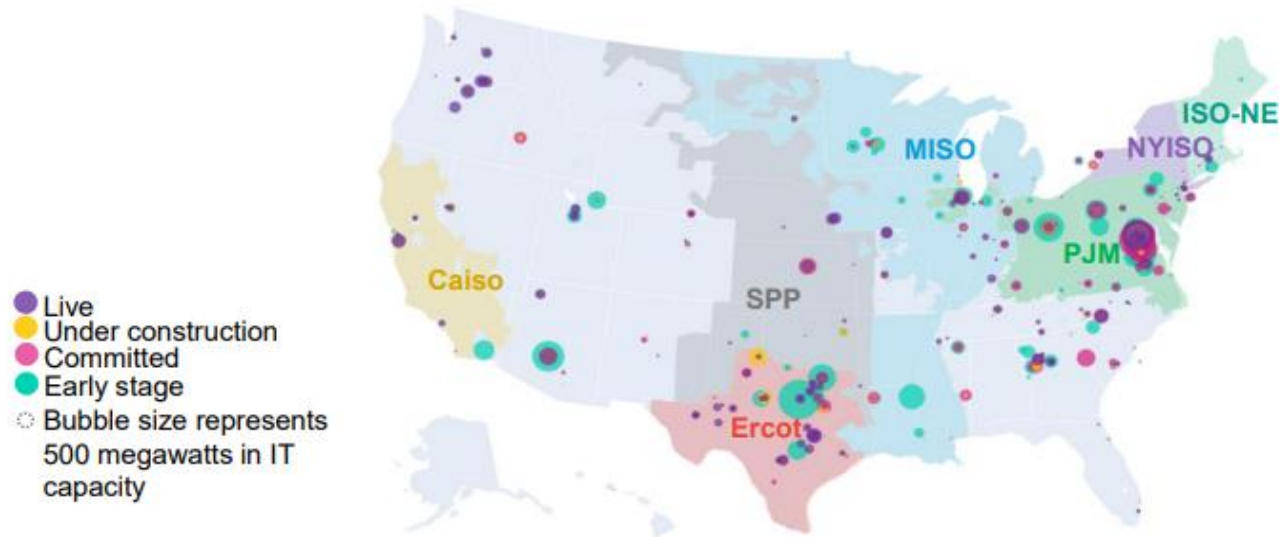 ISO-NE
NYISO
MISO
PJM
Caiso
SPP
Ercot
Live
Under construction
Committed
Early stage
Bubble size represents
500 megawatts in IT
capacity